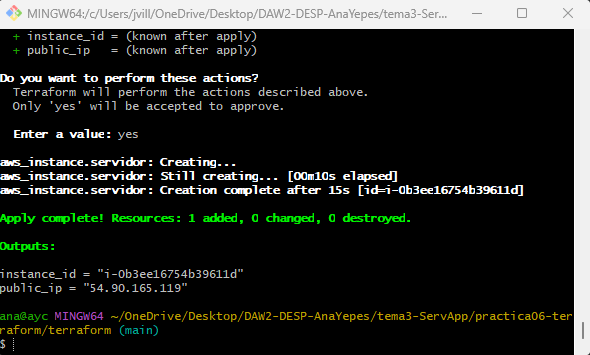 MINGW64:/c/Users/jvill/OneDrive/Desktop/DAW2-DESP-AnaYepes/tema3-ServA...
+ instance_id = (known after apply)
+ public_ip   = (known after apply)
Do you want to perform these actions?
Terraform will perform the actions described above.
Only 'yes' will be accepted to approve.
Enter a value: yes
aws_instance.servidor: Creating...
aws_instance.servidor: Still creating... [00m10s elapsed]
aws_instance.servidor: Creation complete after 15s [id=i-0b3ee16754b39611d]
Apply complete! Resources: 1 added, 0 changed, 0 destroyed.
Outputs:
instance_id = "i-0b3ee16754b39611d"
public_ip = "54.90.165.119"
ana@ayc MINGW64 ~/OneDrive/Desktop/DAW2-DESP-AnaYepes/tema3-ServApp/practica06-ter
raform/terraform (main)
$